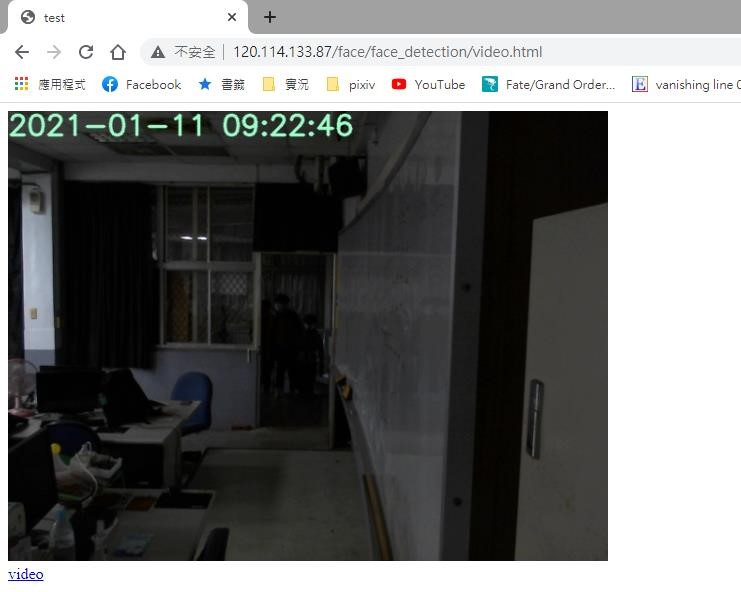 test
不安全 120.114.133.87/face/face_detection/video.html
應用程式 Facebook 書籤 實況 pixiv YouTube Fate/Grand Order... vanishing line
2021-01-11 09:22:46
video